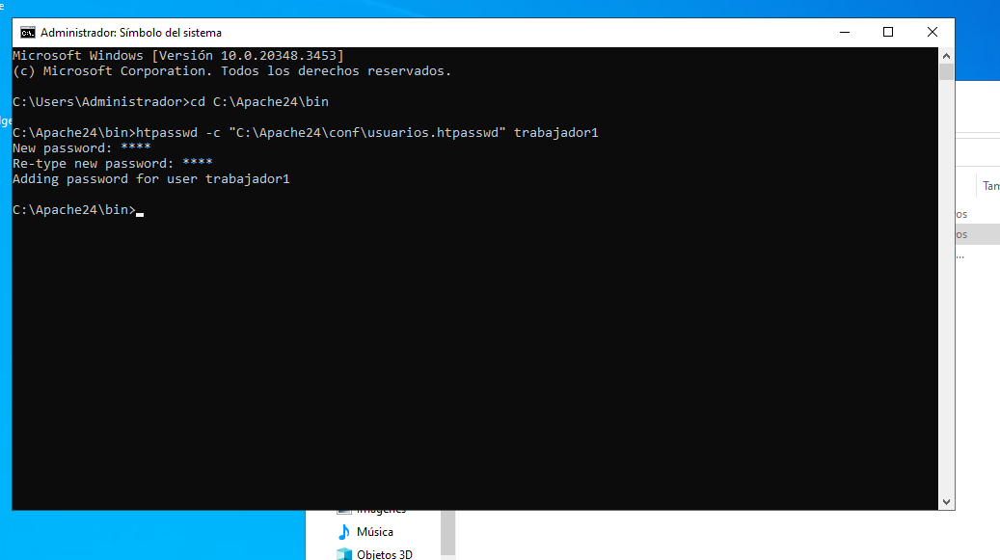 Administrador: Símbolo del sistema
Microsoft Windows [Versión 10.0.20348.3453]
(c) Microsoft Corporation. Todos los derechos reservados.
C:\Users\Administrador>cd C:\Apache24\bin
C:\Apache24\bin>htpasswd -c "C:\Apache24\conf\usuarios.htpasswd" trabajador1
New password: ****
Re-type new password: ****
Adding password for user trabajador1
C:\Apache24\bin>
Imágenes
Música
Objetos 3D